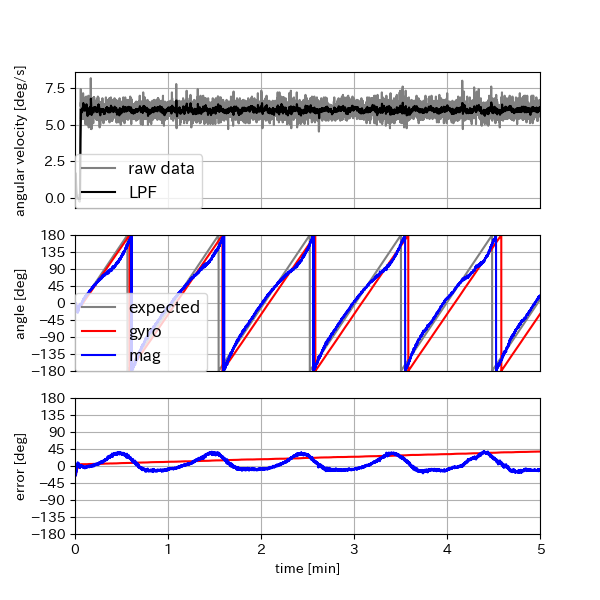 angular velocity [deg/s]
7.5
5.0
2.5
0.0
raw data
LPF
angle [deg]
180
135
90
45
0
−45
−90
−135
−180
expected
gyro
mag
error [deg]
180
135
90
45
0
−45
−90
−135
−180
0 1 2 3 4 5
time [min]